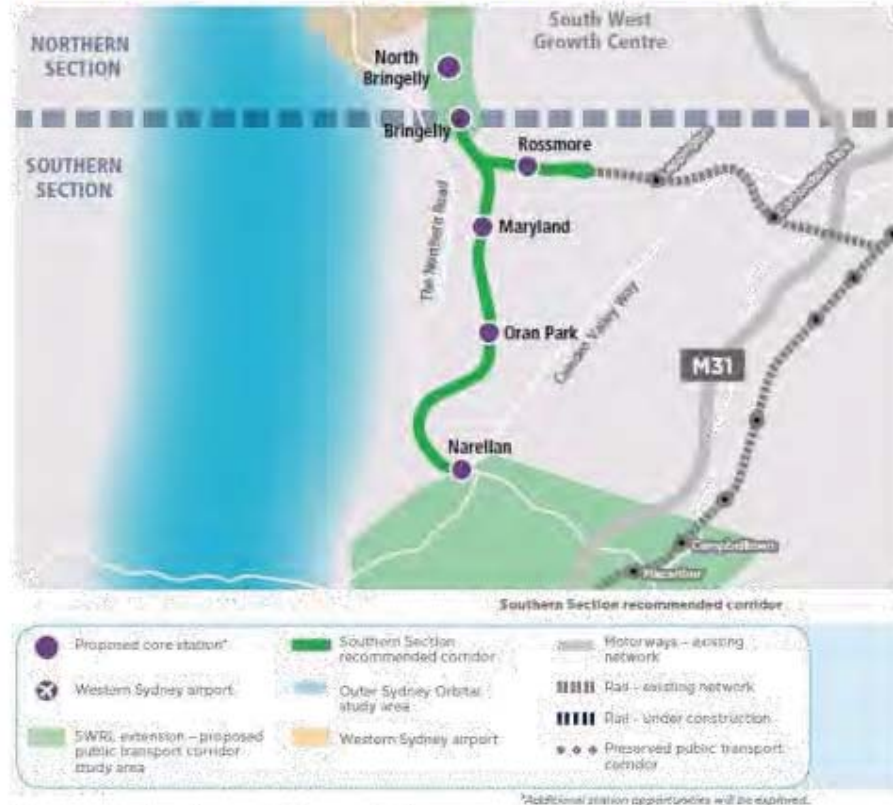 NORTHERN
SECTION
South West
Growth Centre
North
Bringelly
Bringelly
SOUTHERN
SECTION
Rossmore
The Northern Road
Maryland
Oran Park
Camden Valley Way
M31
Narellan
Campbelltown
Macarthur
Southern Section recommended corridor
Proposed core station*
Western Sydney airport
SWRL extension – proposed
public transport corridor
study area
Southern Section
recommended corridor
Outer Sydney Orbital
study area
Western Sydney airport
Motorways – existing
network
Rail - existing network
Rail - under construction
Preserved public transport
corridor
*Additional station opportunities will be explored.